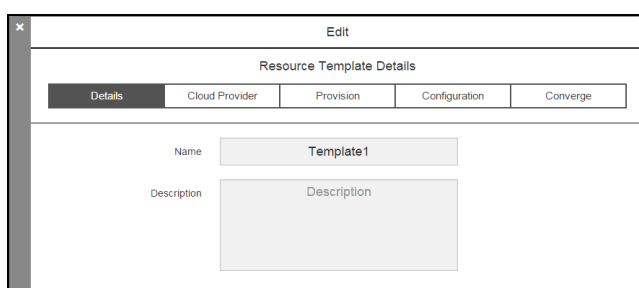 ×
Edit
Resource Template Details
Details Cloud Provider Provision Configuration Converge
Name Template1
Description Description